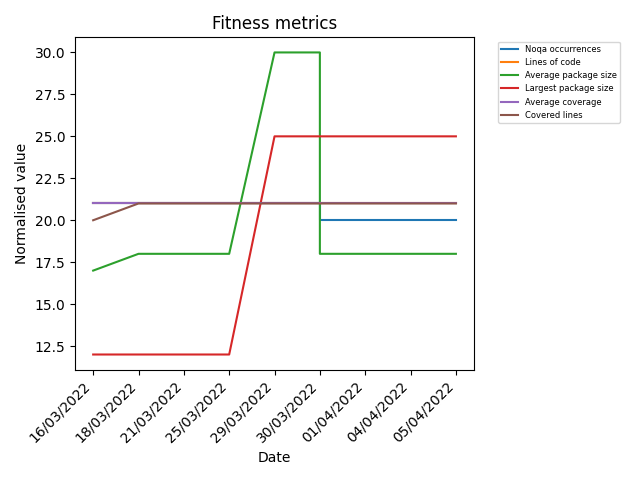 Fitness metrics
Normalised value
30.0
27.5
25.0
22.5
20.0
17.5
15.0
12.5
16/03/2022
18/03/2022
21/03/2022
25/03/2022
29/03/2022
30/03/2022
01/04/2022
04/04/2022
05/04/2022
Date
Noqa occurrences
Lines of code
Average package size
Largest package size
Average coverage
Covered lines